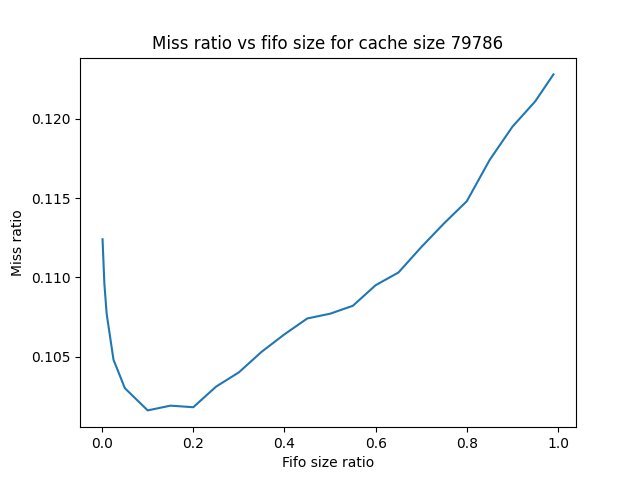 Miss ratio vs fifo size for cache size 79786
0.120
0.115
0.110
0.105
Miss ratio
0.0 0.2 0.4 0.6 0.8 1.0
Fifo size ratio